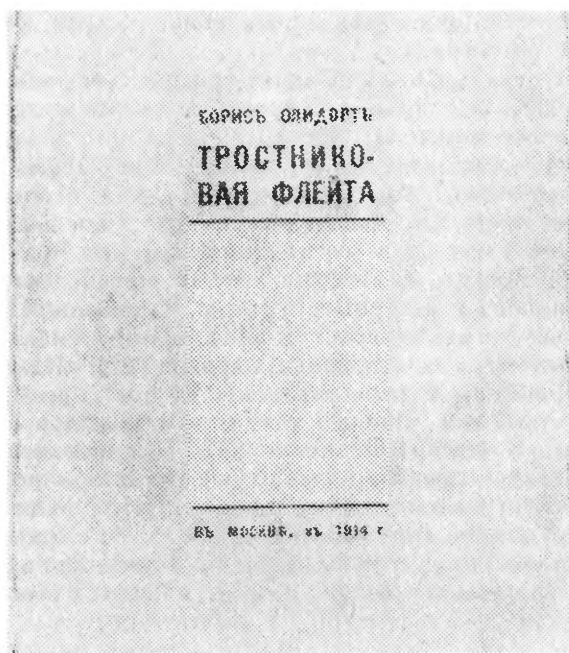 БОРИСЪ ОЛИДОРТЪ
ТРОСТНИКО-
ВАЯ ФЛЕЙТА
ВЪ МОСКВѢ, въ 1914 г